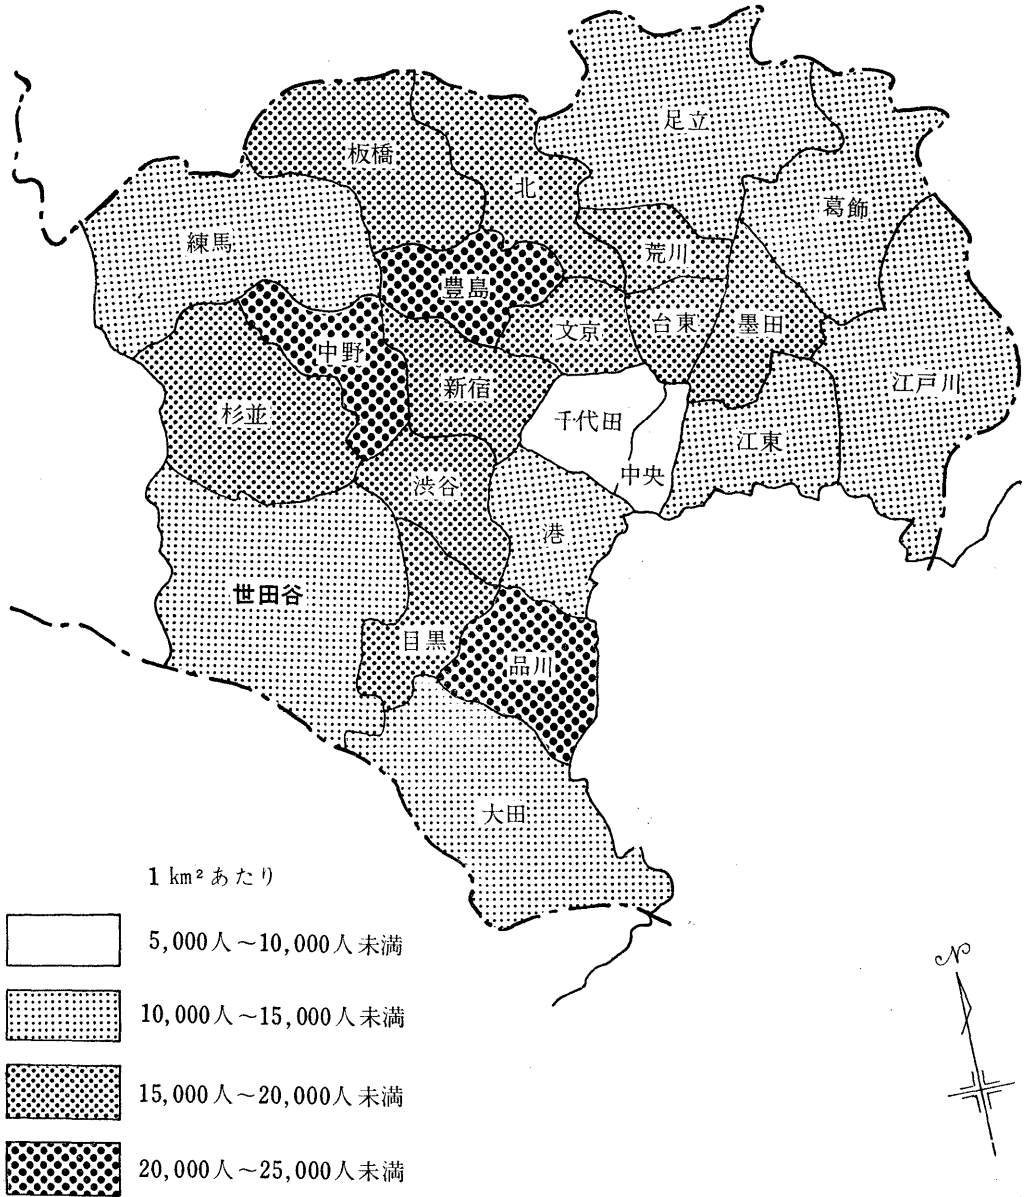 足立
板橋
北
葛飾
練馬
荒川
豊島
台東
墨田
文京
中野
新宿
江戸川
杉並
千代田
江東
中央
渋谷
港
世田谷
目黒
品川
大田
1 km²あたり
5,000人～10,000人未満
10,000人～15,000人未満
15,000人～20,000人未満
20,000人～25,000人未満
N